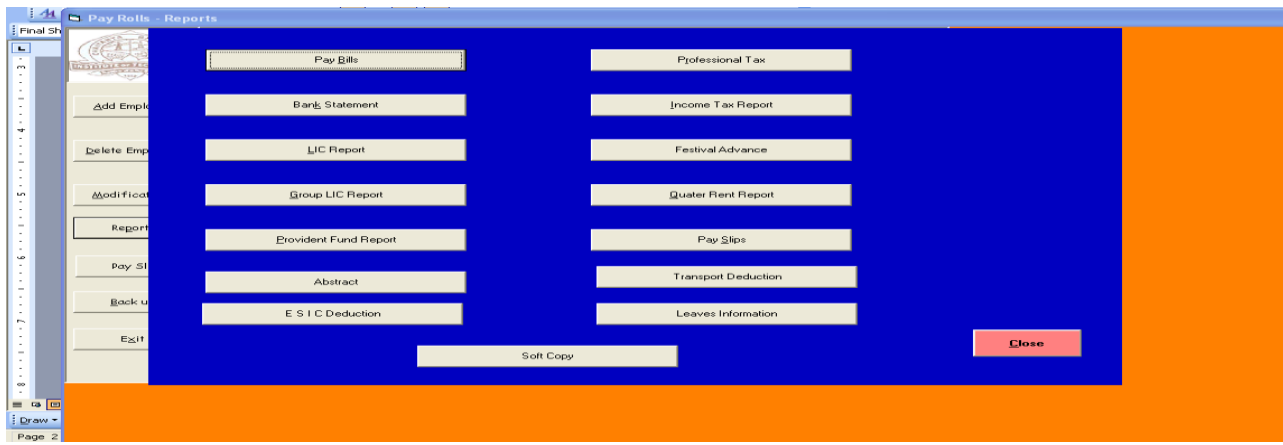 Pay Rolls - Reports
Final Sh
Pay Bills
Professional Tax
Add Emplo
Bank Statement
Income Tax Report
Delete Emp
LIC Report
Festival Advance
Modificat
Group LIC Report
Quater Rent Report
Report
Provident Fund Report
Pay Slips
Pay Sl
Abstract
Transport Deduction
Back u
E S I C Deduction
Leaves Information
Exit
Soft Copy
Close
Draw
Page 2